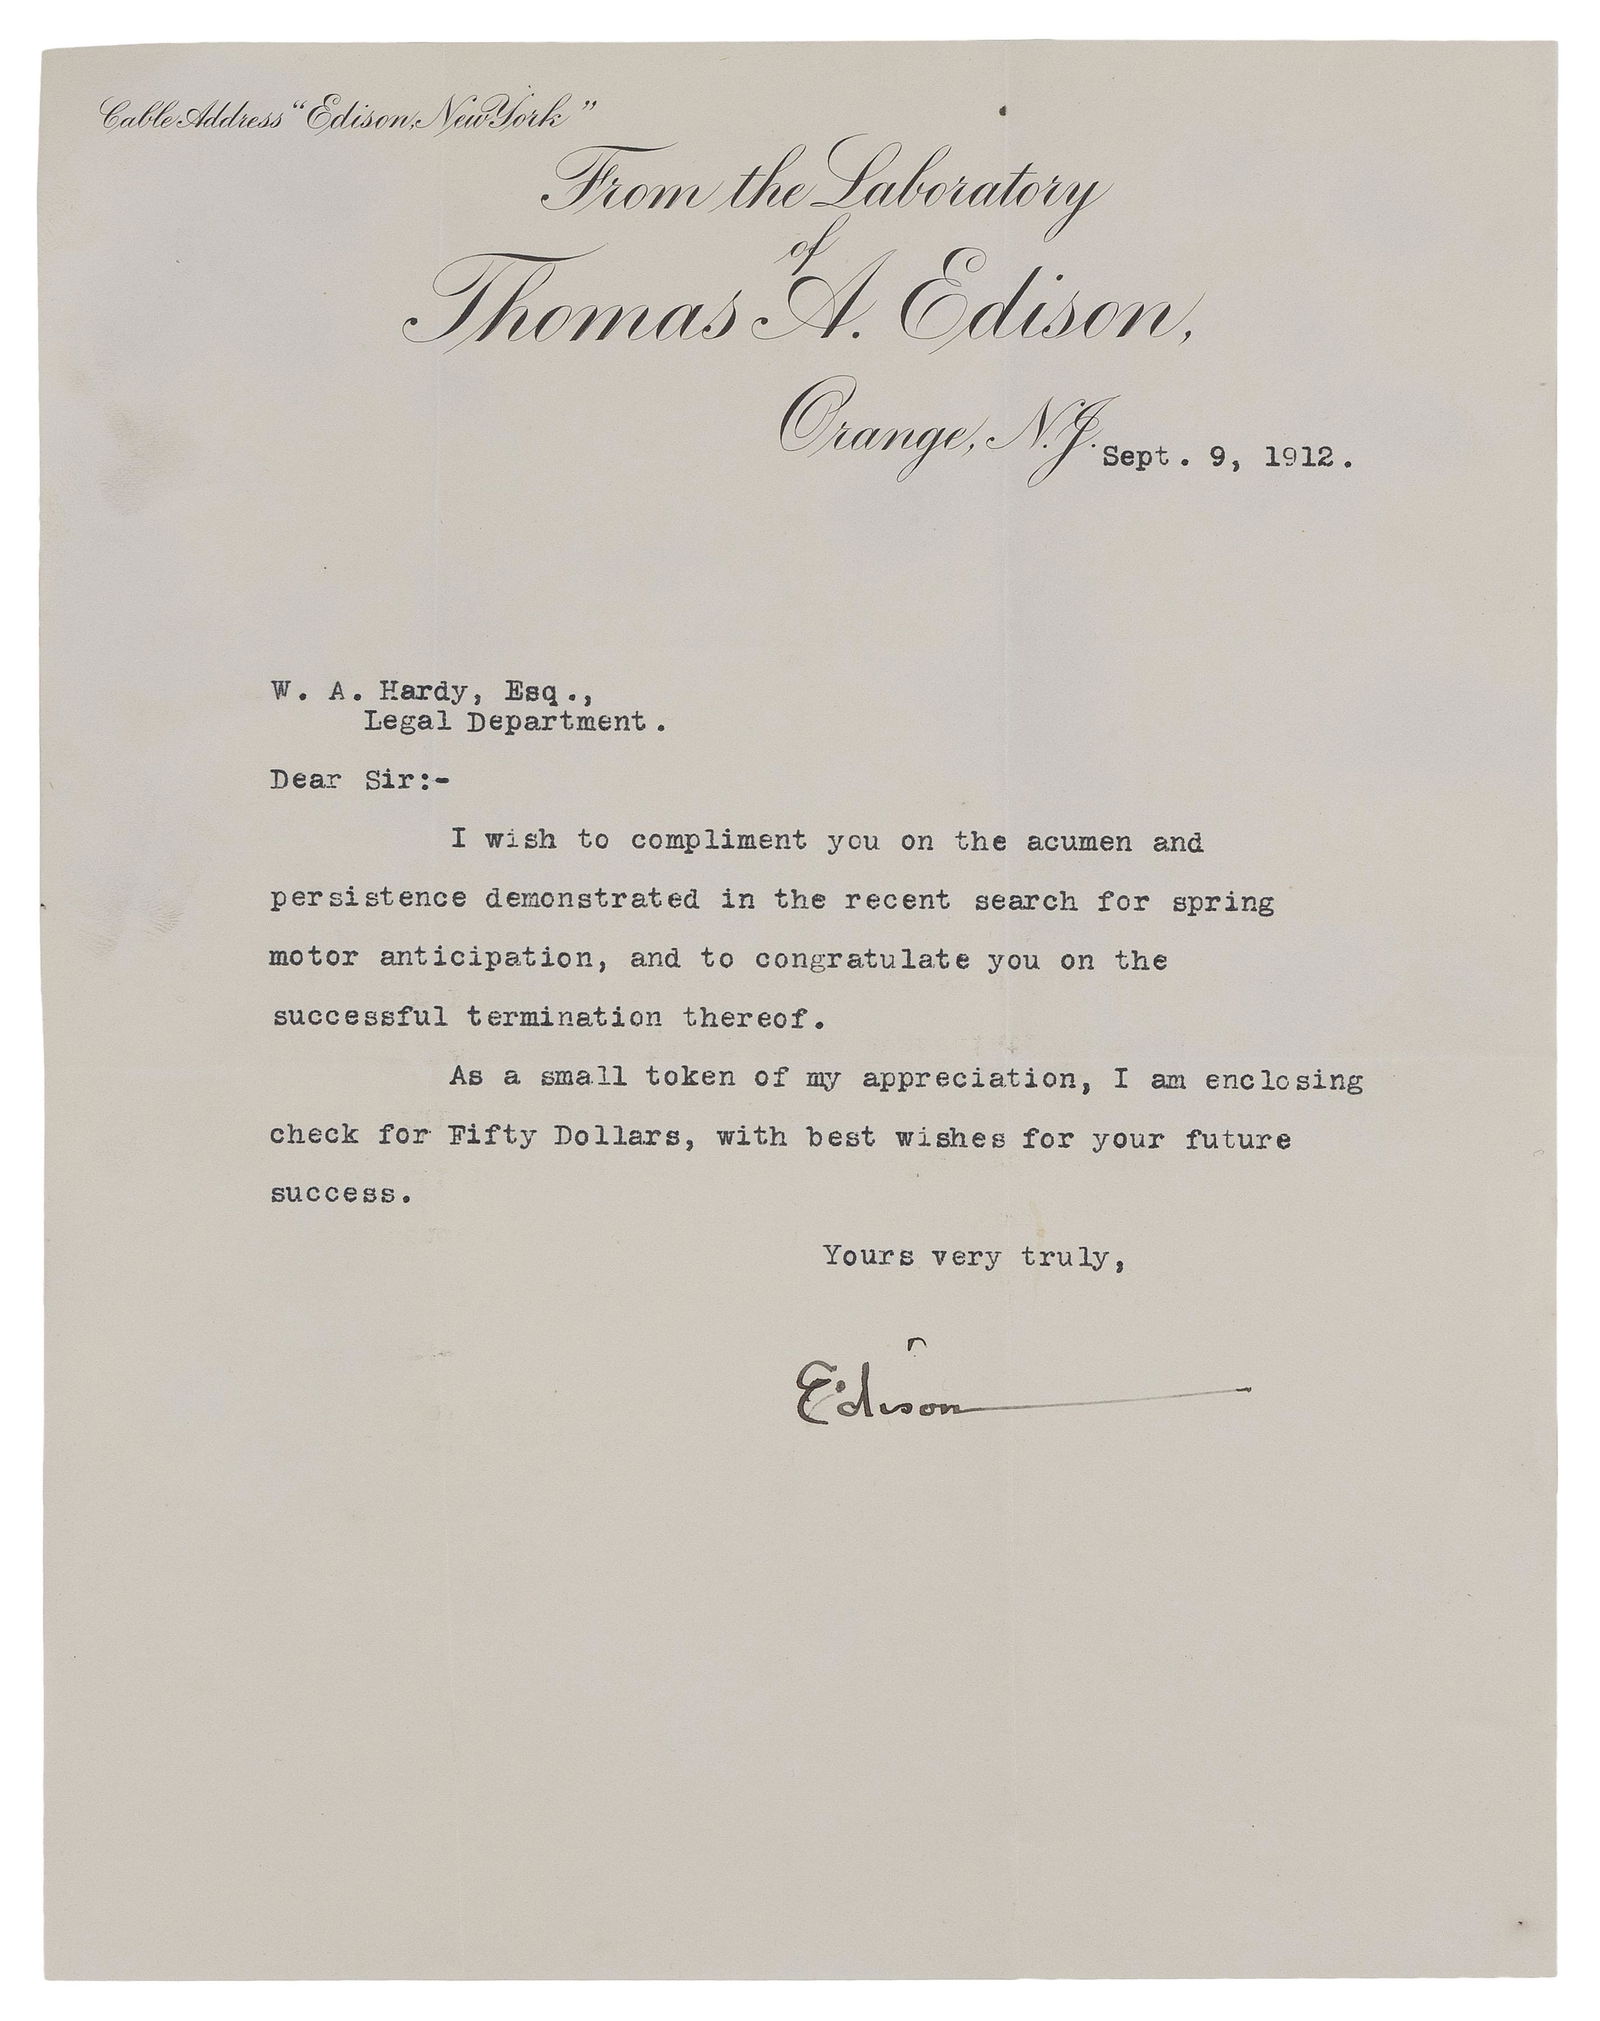 Cable Address "Edison, New York"
From the Laboratory
of
Thomas A. Edison,
Orange, N.J. Sept. 9, 1912.
W. A. Hardy, Esq.,
Legal Department.
Dear Sir:-
I wish to compliment you on the acumen and
persistence demonstrated in the recent search for spring
motor anticipation, and to congratulate you on the
successful termination thereof.
As a small token of my appreciation, I am enclosing
check for Fifty Dollars, with best wishes for your future
success.
Yours very truly,
Edison